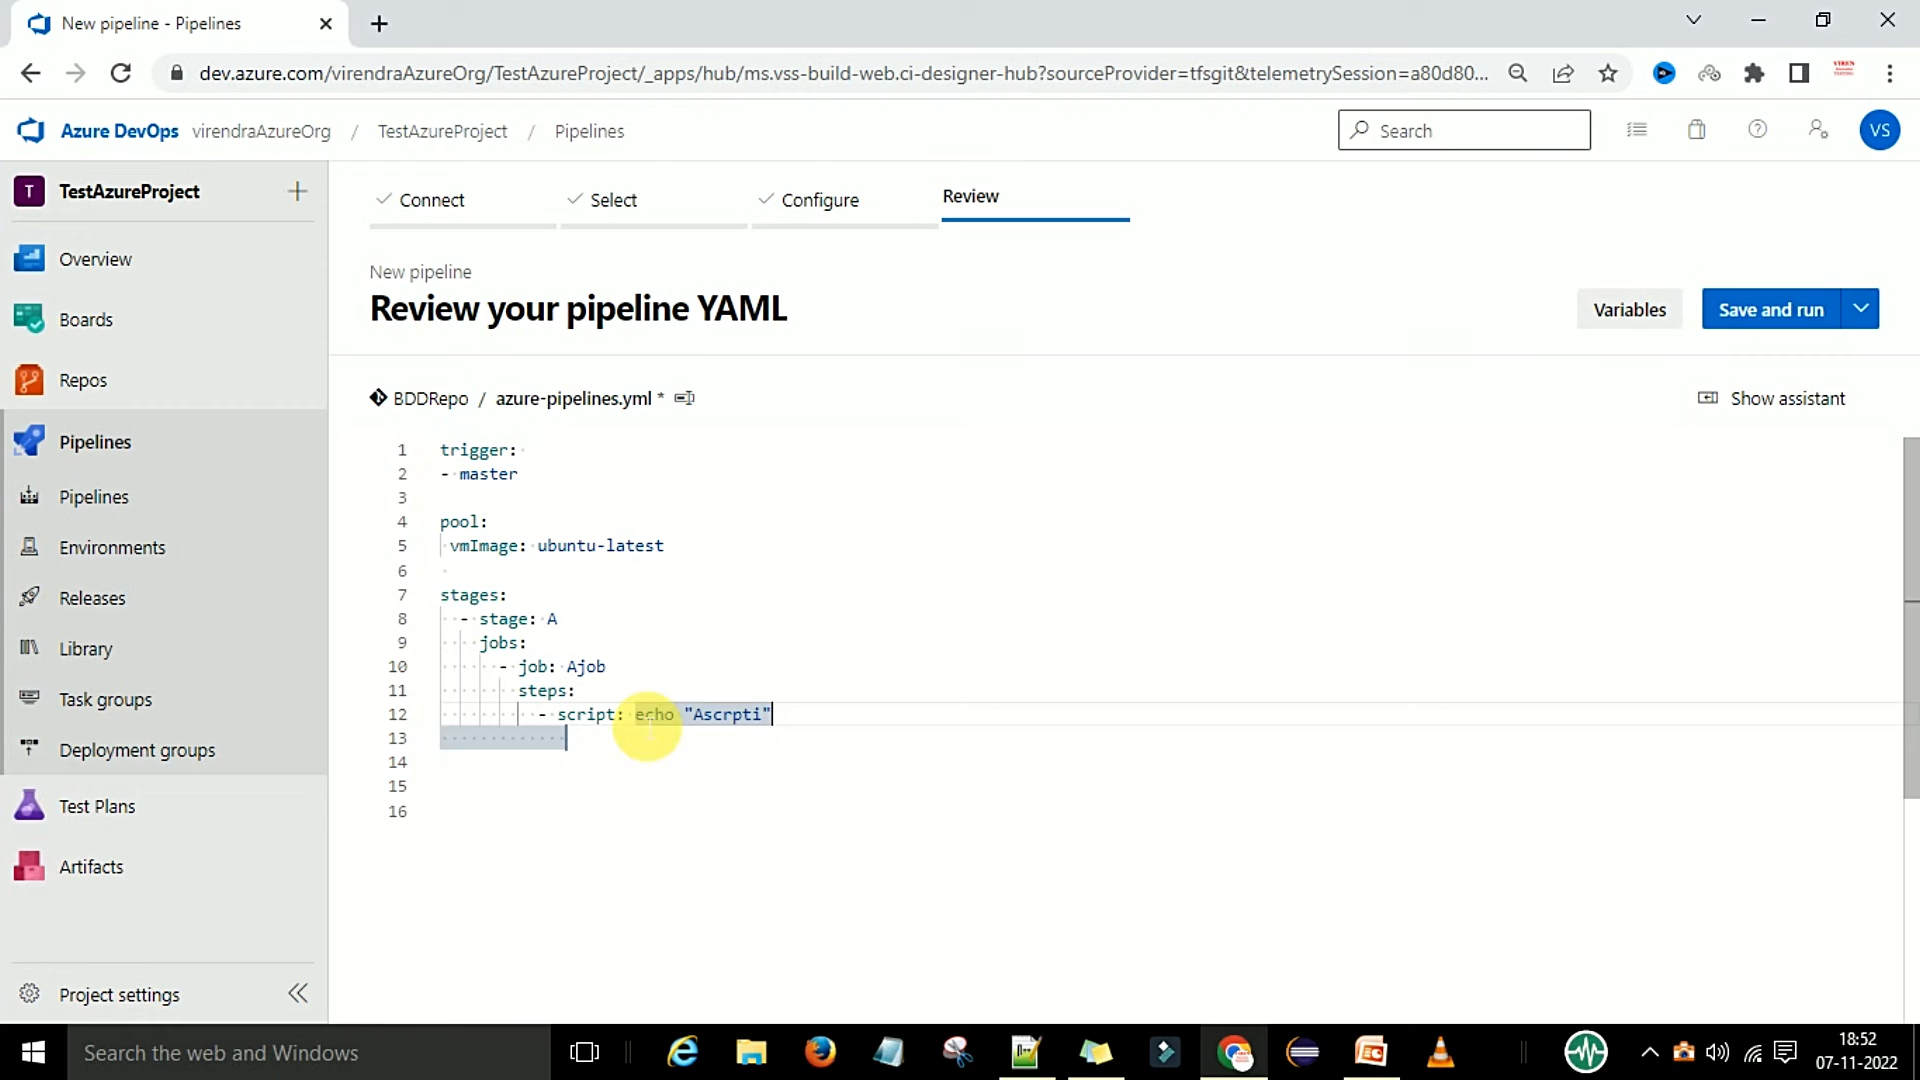 New pipeline - Pipelines
dev.azure.com/virendraAzureOrg/TestAzureProject/_apps/hub/ms.vss-build-web.ci-designer-hub?sourceProvider=tfsgit&telemetrySession=a80d80...
Azure DevOps virendraAzureOrg / TestAzureProject / Pipelines
Search
VS
T TestAzureProject
Overview
Boards
Repos
Pipelines
Pipelines
Environments
Releases
Library
Task groups
Deployment groups
Test Plans
Artifacts
Project settings
Connect
Select
Configure
Review
New pipeline
Review your pipeline YAML
Variables
Save and run
BDDRepo / azure-pipelines.yml *
Show assistant
1 trigger:
2 - master
3
4 pool:
5 vmImage: ubuntu-latest
6
7 stages:
8 - stage: A
9 jobs:
10 - job: Ajob
11 steps:
12 - script: echo "Ascrpti"
13
14
15
16
Search the web and Windows
18:52
07-11-2022